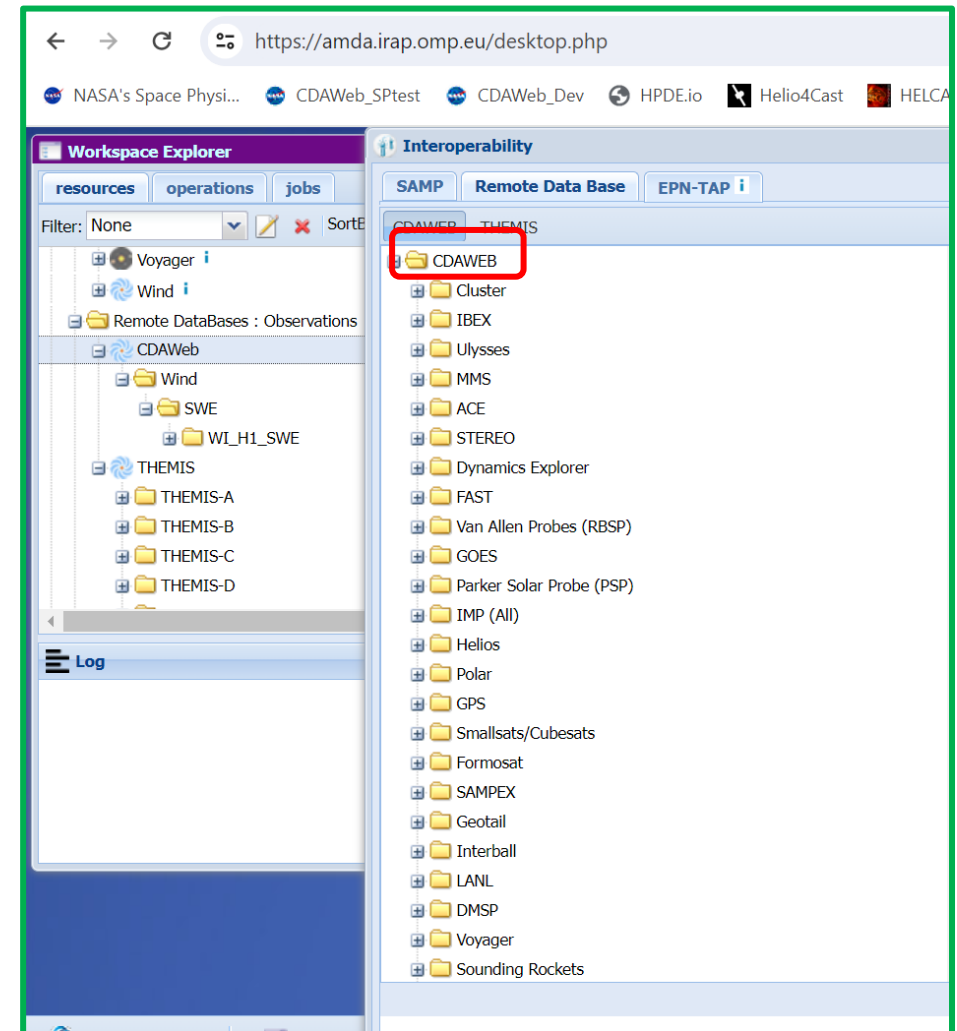 https://amda.irap.omp.eu/desktop.php
NASA's Space Physi... CDAWeb_SPtest CDAWeb_Dev HPDE.io Helio4Cast HELCA
Workspace Explorer
resources operations jobs
Filter: None SortB
Voyager i
Wind i
Remote DataBases : Observations
CDAWeb
Wind
SWE
WI_H1_SWE
THEMIS
THEMIS-A
THEMIS-B
THEMIS-C
THEMIS-D
Log
Interoperability
SAMP Remote Data Base EPN-TAP i
CDAWEB THEMIS
CDAWEB
Cluster
IBEX
Ulysses
MMS
ACE
STEREO
Dynamics Explorer
FAST
Van Allen Probes (RBSP)
GOES
Parker Solar Probe (PSP)
IMP (All)
Helios
Polar
GPS
Smallsats/Cubesats
Formosat
SAMPEX
Geotail
Interball
LANL
DMSP
Voyager
Sounding Rockets